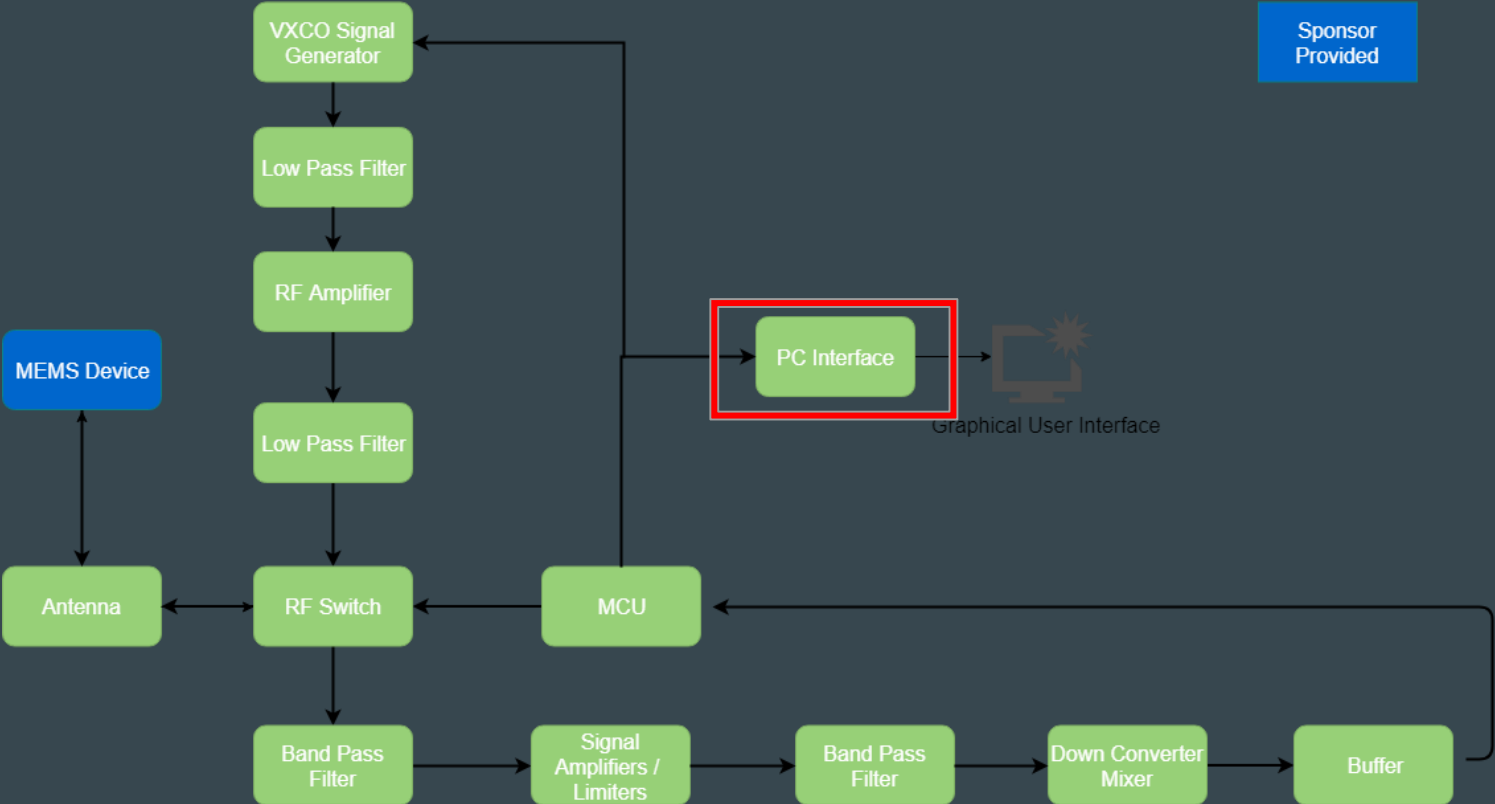 VXCO Signal
Generator
Sponsor
Provided
Low Pass Filter
RF Amplifier
MEMS Device
PC Interface
Graphical User Interface
Low Pass Filter
Antenna
RF Switch
MCU
Band Pass
Filter
Signal
Amplifiers /
Limiters
Band Pass
Filter
Down Converter
Mixer
Buffer